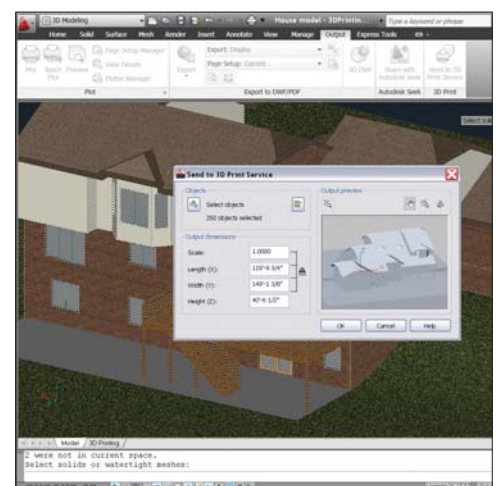 3D Modeling
House model - 3DPrintin...
Type a keyword or phrase
Home Solid Surface Mesh Render Insert Annotate View Manage Output Express Tools
Plot Batch Plot Preview
Page Setup Manager
View Details
Plotter Manager
Export
Export: Display
Page Setup: Current
3D DWF
Share with Autodesk Seek
Send to 3D Print Service
Plot Export to DWF/PDF Autodesk Seek 3D Print
Send to 3D Print Service
Objects
Select objects
292 objects selected
Output dimensions
Scale: 1.0000
Length (X):
Width (Y): 149'-1 3/8"
Height (Z): 40'-6 1/2"
Output preview
OK Cancel Help
Model 3D Printing
2 were not in current space.
Select solids or watertight meshes: